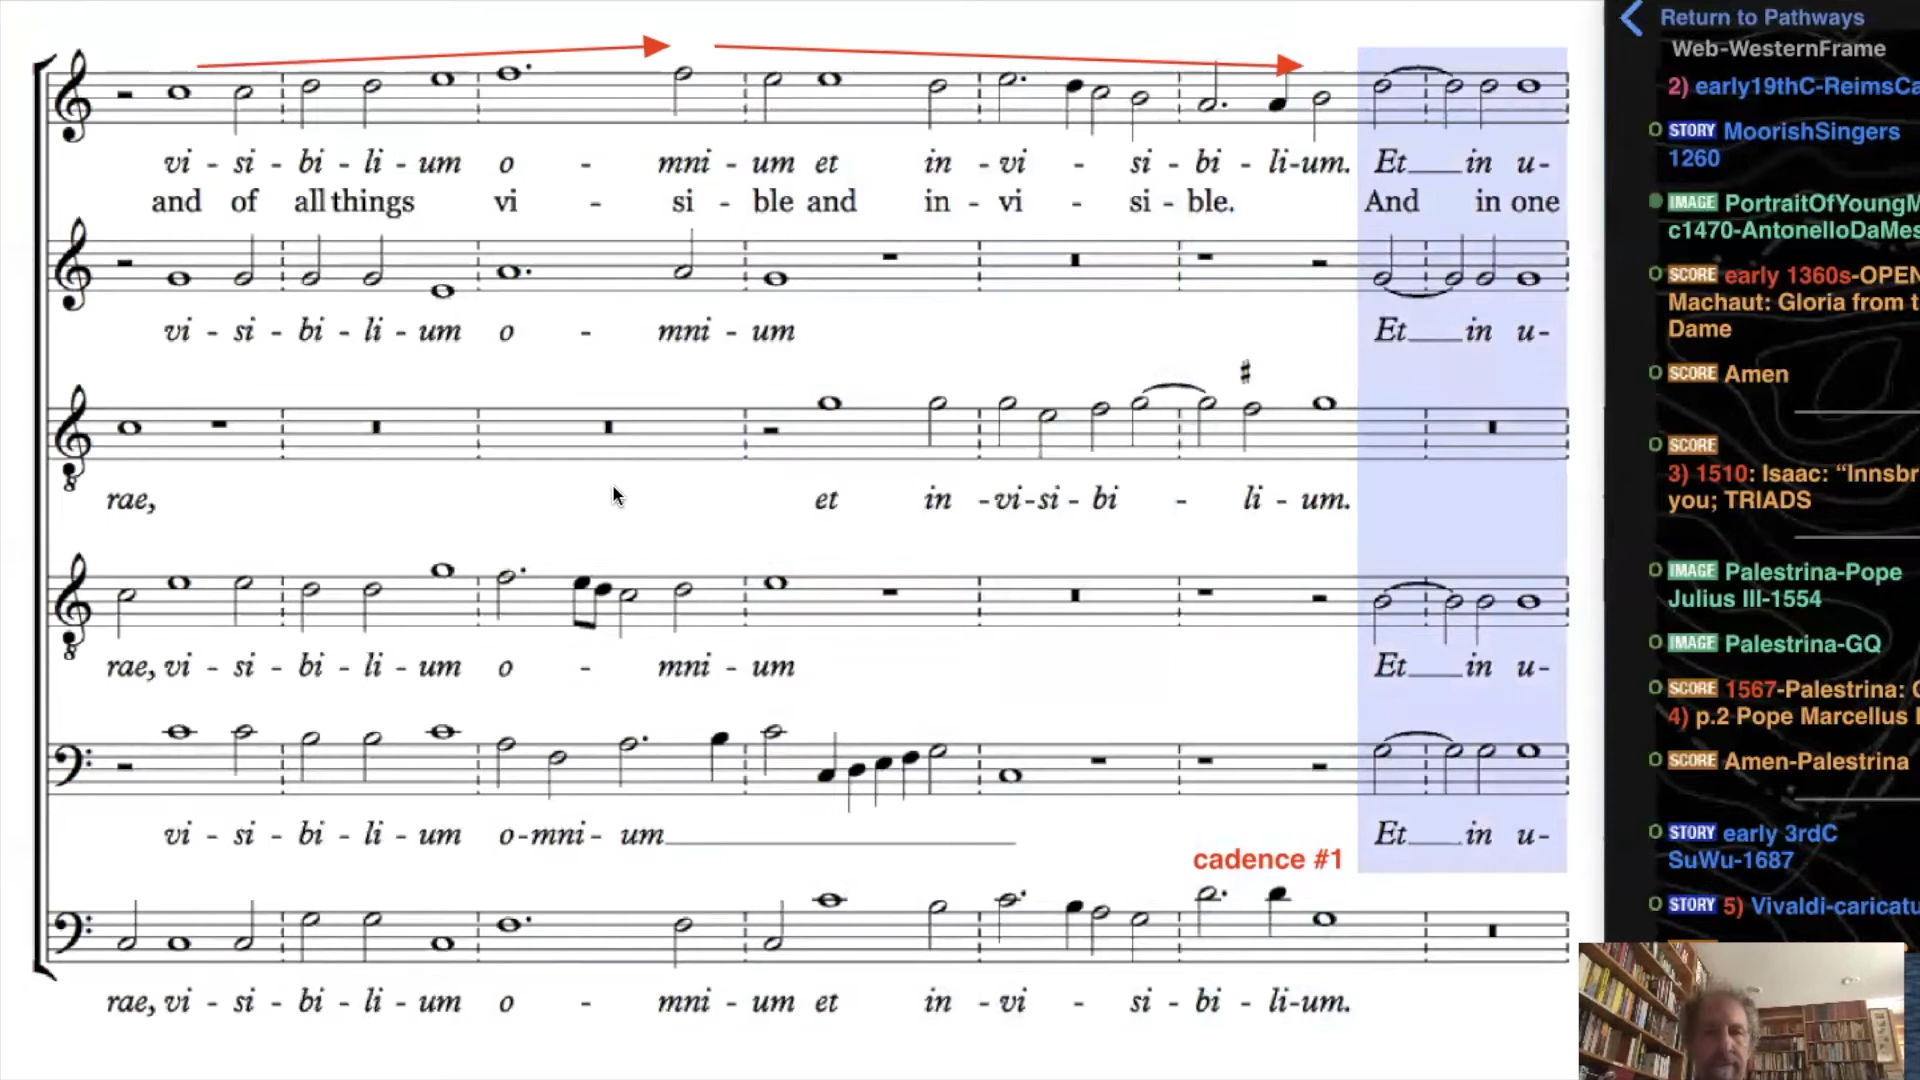 vi - si - bi - li - um o - mni - um et in - vi - si - bi - li-um. Et in u-
and of all things vi - si - ble and in - vi - si - ble. And in one
vi - si - bi - li - um o - mni - um Et in u-
rae, et in -vi-si- bi - li - um.
rae, vi - si - bi - li - um o - mni - um Et in u-
vi - si - bi - li - um o-mni- um Et in u-
cadence #1
rae, vi - si - bi - li - um o - mni - um et in - vi - si - bi - li-um.
Return to Pathways
Web-WesternFrame
2) early19thC-ReimsCa
STORY MoorishSingers
1260
IMAGE PortraitOfYoungM
c1470-AntonelloDaMes
SCORE early 1360s-OPEN
Machaut: Gloria from t
Dame
SCORE Amen
SCORE
3) 1510: Isaac: “Innsbr
you; TRIADS
IMAGE Palestrina-Pope
Julius III-1554
IMAGE Palestrina-GQ
SCORE 1567-Palestrina:
4) p.2 Pope Marcellus
SCORE Amen-Palestrina
STORY early 3rdC
SuWu-1687
STORY 5) Vivaldi-caricatu